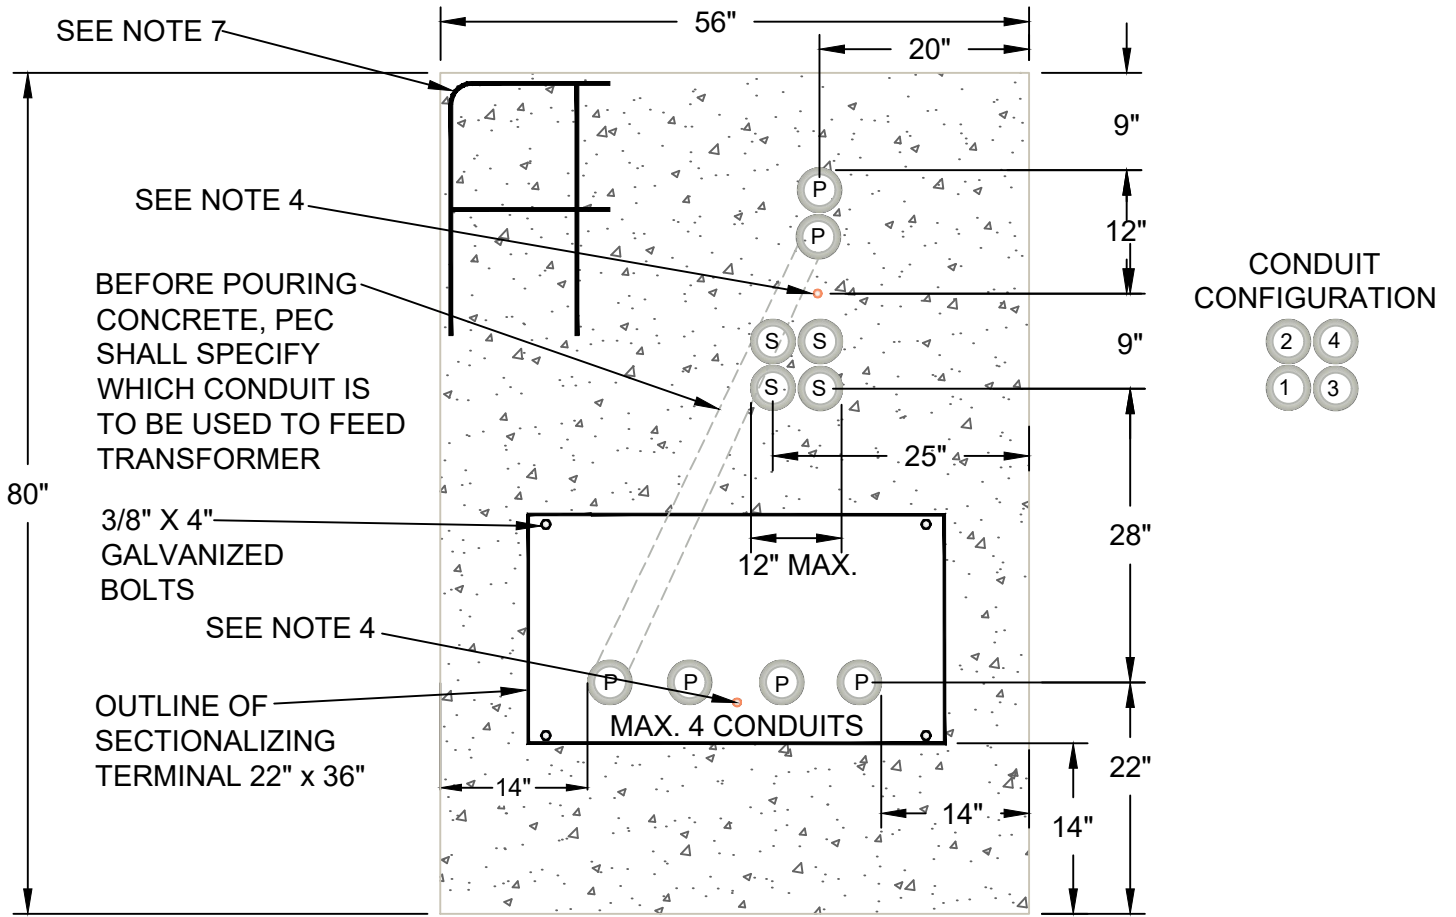 56"
SEE NOTE 7
20"
9"
P
SEE NOTE 4
P
12"
BEFORE POURING
CONCRETE, PEC
SHALL SPECIFY
WHICH CONDUIT IS
TO BE USED TO FEED
TRANSFORMER
CONDUIT
CONFIGURATION
2 4
1 3
S S
S S
9"
25"
80"
3/8" X 4"
GALVANIZED
BOLTS
28"
12" MAX.
SEE NOTE 4
P P P P
MAX. 4 CONDUITS
OUTLINE OF
SECTIONALIZING
TERMINAL 22" x 36"
22"
14"
14"
14"